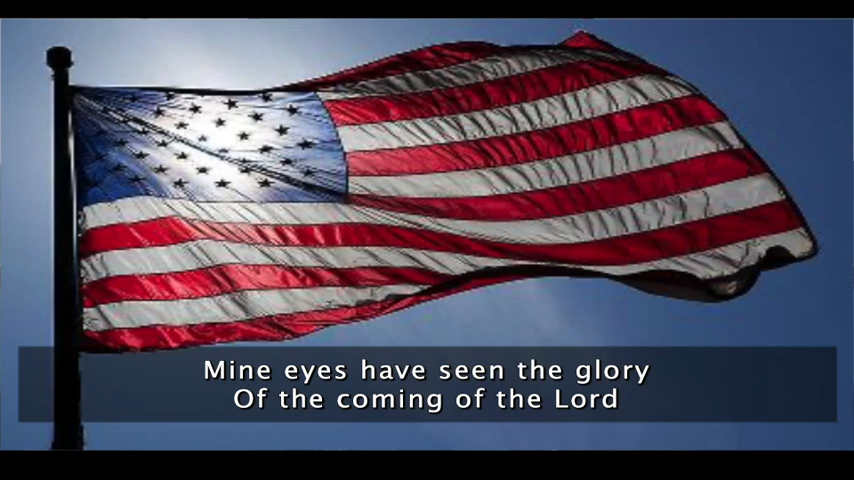 Mine eyes have seen the glory
Of the coming of the Lord